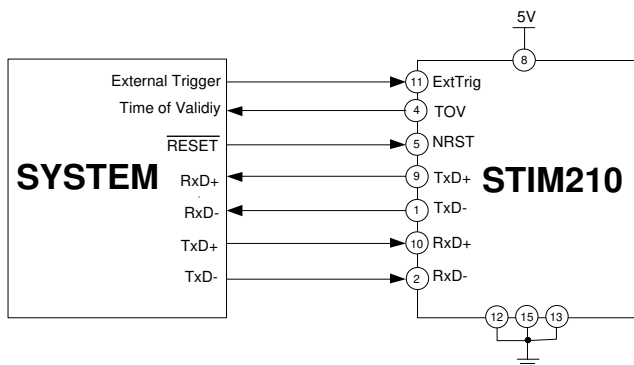 5V
8
External Trigger 11 ExtTrig
Time of Validiy 4 TOV
RESET 5 NRST
SYSTEM STIM210
RxD+ 9 TxD+
RxD- 1 TxD-
TxD+ 10 RxD+
TxD- 2 RxD-
12 15 13